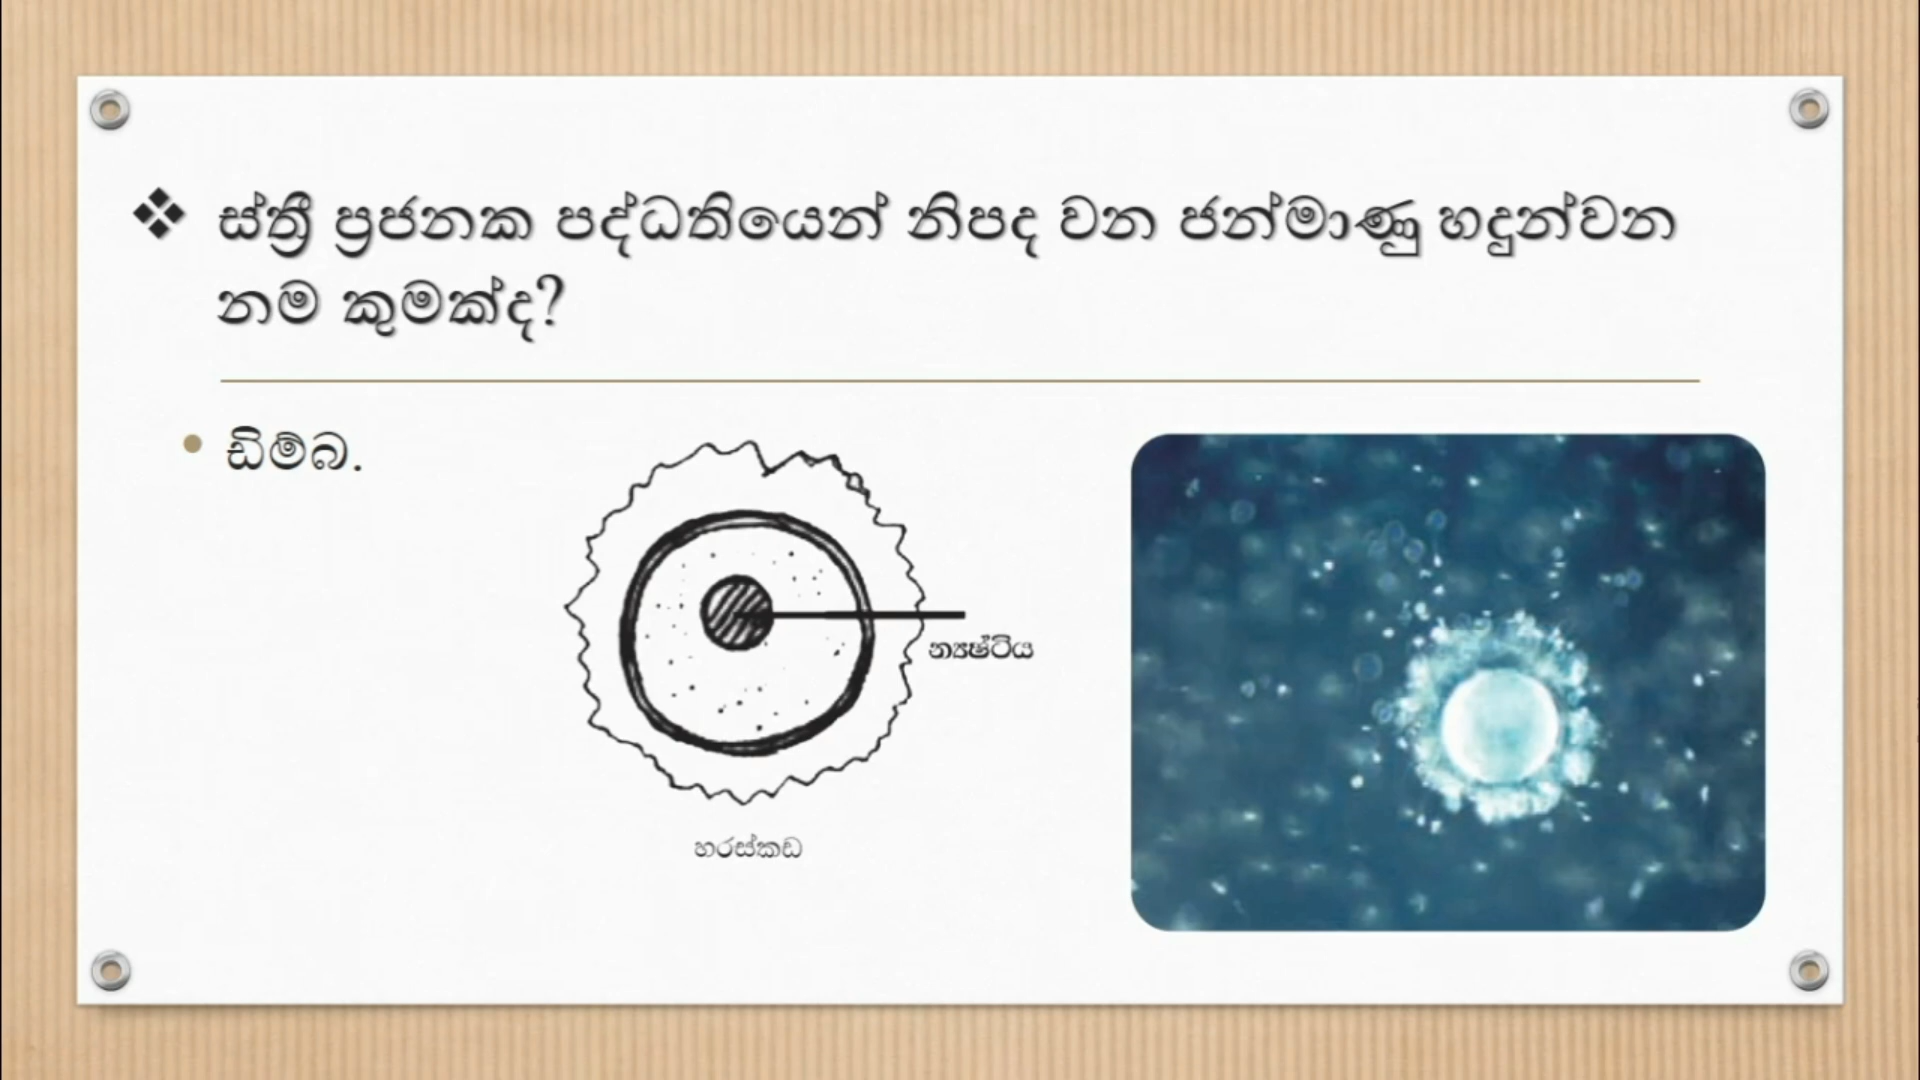 ස්ත්‍රී ප්‍රජනක පද්ධතියෙන් නිපද වන ජන්මාණු හඳුන්වන
නම කුමක්ද?
ඩිම්බ.
න්‍යෂ්ටිය
හරස්කඩ